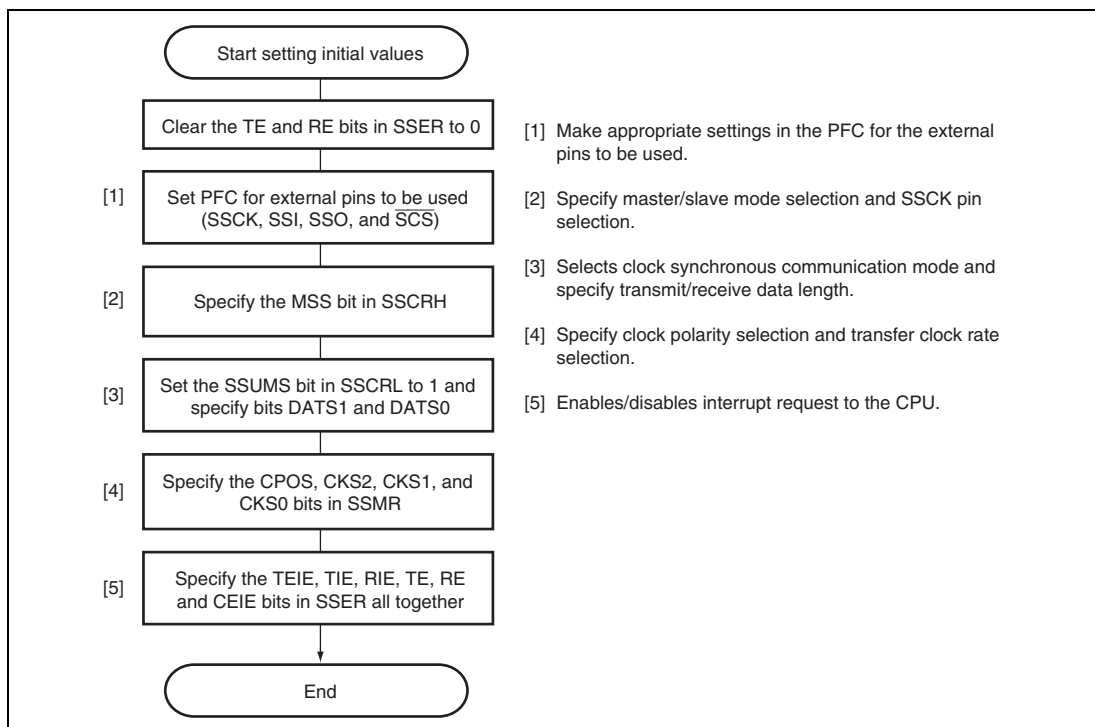 Start setting initial values
Clear the TE and RE bits in SSER to 0
[1]
Set PFC for external pins to be used
(SSCK, SSI, SSO, and SCS)
[2]
Specify the MSS bit in SSCRH
[3]
Set the SSUMS bit in SSCRL to 1 and
specify bits DATS1 and DATS0
[4]
Specify the CPOS, CKS2, CKS1, and
CKS0 bits in SSMR
[5]
Specify the TEIE, TIE, RIE, TE, RE
and CEIE bits in SSER all together
End
[1] Make appropriate settings in the PFC for the external
pins to be used.
[2] Specify master/slave mode selection and SSCK pin
selection.
[3] Selects clock synchronous communication mode and
specify transmit/receive data length.
[4] Specify clock polarity selection and transfer clock rate
selection.
[5] Enables/disables interrupt request to the CPU.